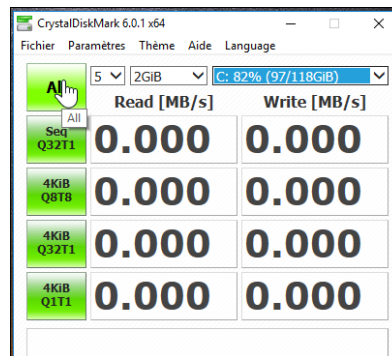 CrystalDiskMark 6.0.1 x64
Fichier Paramètres Thème Aide Language
All 5 2GiB C: 82% (97/118GiB)
Read [MB/s] Write [MB/s]
All
Seq
Q32T1 0.000 0.000
4KiB
Q8T8 0.000 0.000
4KiB
Q32T1 0.000 0.000
4KiB
Q1T1 0.000 0.000